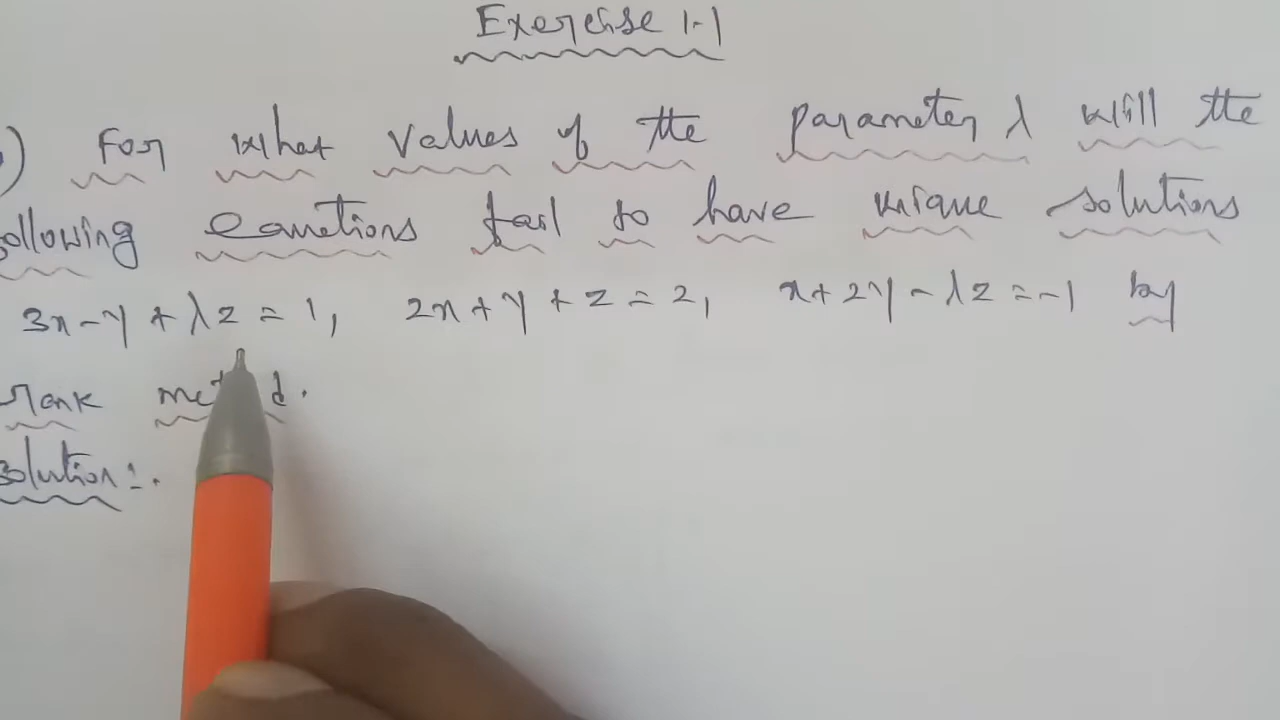 Exercise 1.1
) For what values of the parameter λ will the
ollowing equations fail to have unique solutions
3x - y + λz = 1, 2x + y + z = 2, x + 2y - λz = -1 by
rank
solution:.